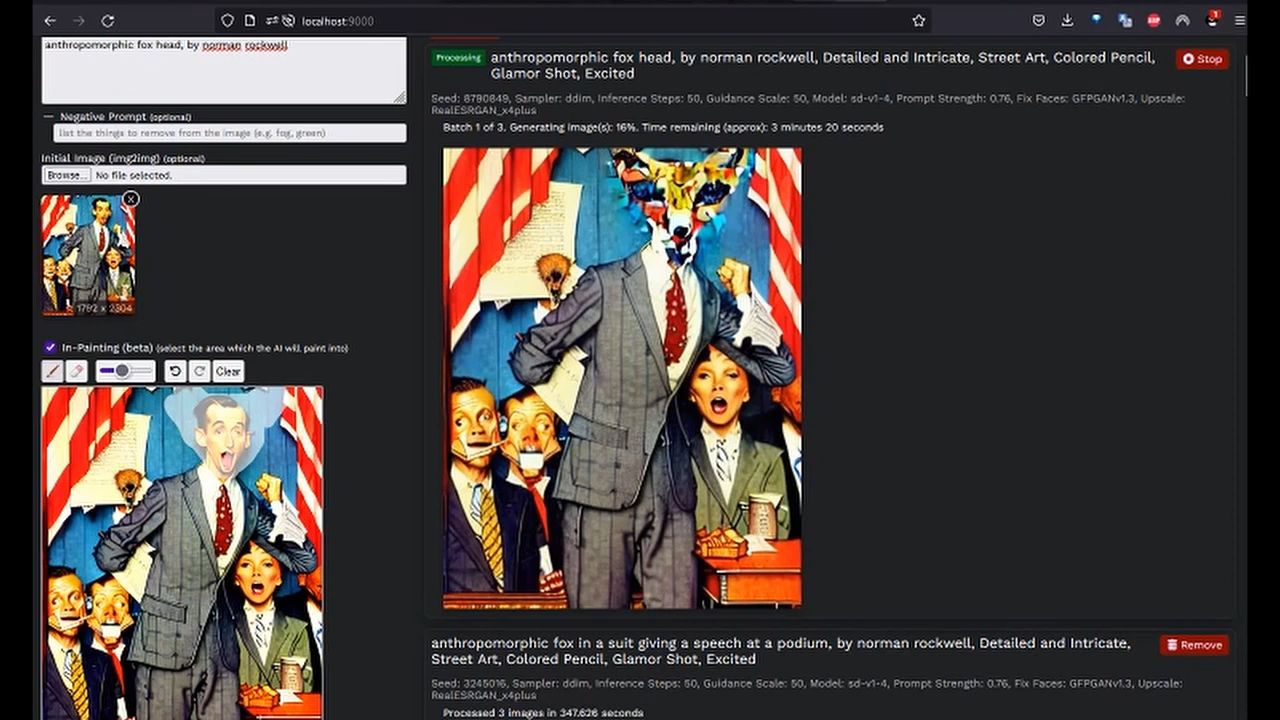 localhost:9000
1
anthropomorphic fox head, by norman rockwell
Negative Prompt (optional)
list the things to remove from the image (e.g. fog, green)
Initial Image (img2img) (optional)
Browse... No file selected.
1792 x 2304
In-Painting (beta) (select the area which the AI will paint into)
Clear
Processing
anthropomorphic fox head, by norman rockwell, Detailed and Intricate, Street Art, Colored Pencil,
Glamor Shot, Excited
Stop
Seed: 8790849, Sampler: ddim, Inference Steps: 50, Guidance Scale: 50, Model: sd-v1-4, Prompt Strength: 0.76, Fix Faces: GFPGANv1.3, Upscale:
RealESRGAN_x4plus
Batch 1 of 3. Generating image(s): 16%. Time remaining (approx): 3 minutes 20 seconds
anthropomorphic fox in a suit giving a speech at a podium, by norman rockwell, Detailed and Intricate,
Street Art, Colored Pencil, Glamor Shot, Excited
Remove
Seed: 3245016, Sampler: ddim, Inference Steps: 50, Guidance Scale: 50, Model: sd-v1-4, Prompt Strength: 0.76, Fix Faces: GFPGANv1.3, Upscale:
RealESRGAN_x4plus
Processed 3 images in 347.626 seconds